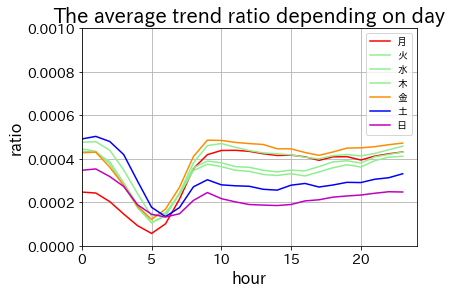 The average trend ratio depending on day
0.0010
0.0008
0.0006
0.0004
0.0002
0.0000
ratio
0
5
10
15
20
hour
月
火
水
木
金
土
日